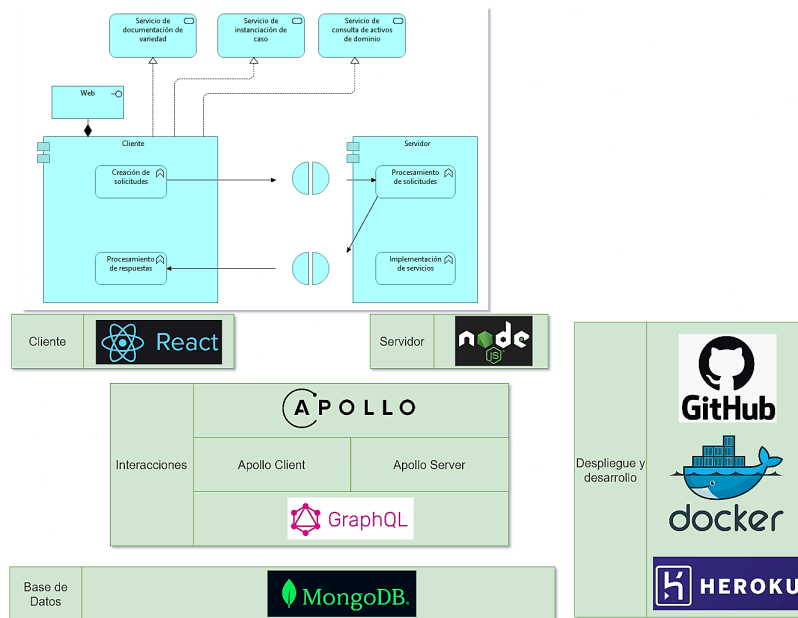 Servicio de
documentación de
variedad
Servicio de
instanciación de
caso
Servicio de
consulta de activos
de dominio
Web
Cliente
Servidor
Creación de
solicitudes
Procesamiento
de solicitudes
Procesamiento
de respuestas
Implementación
de servicios
Cliente
React
Servidor
node
JS
Interacciones
APOLLO
Apollo Client
Apollo Server
GraphQL
Base de
Datos
MongoDB.
Despliegue y
desarrollo
GitHub
docker
HEROKU